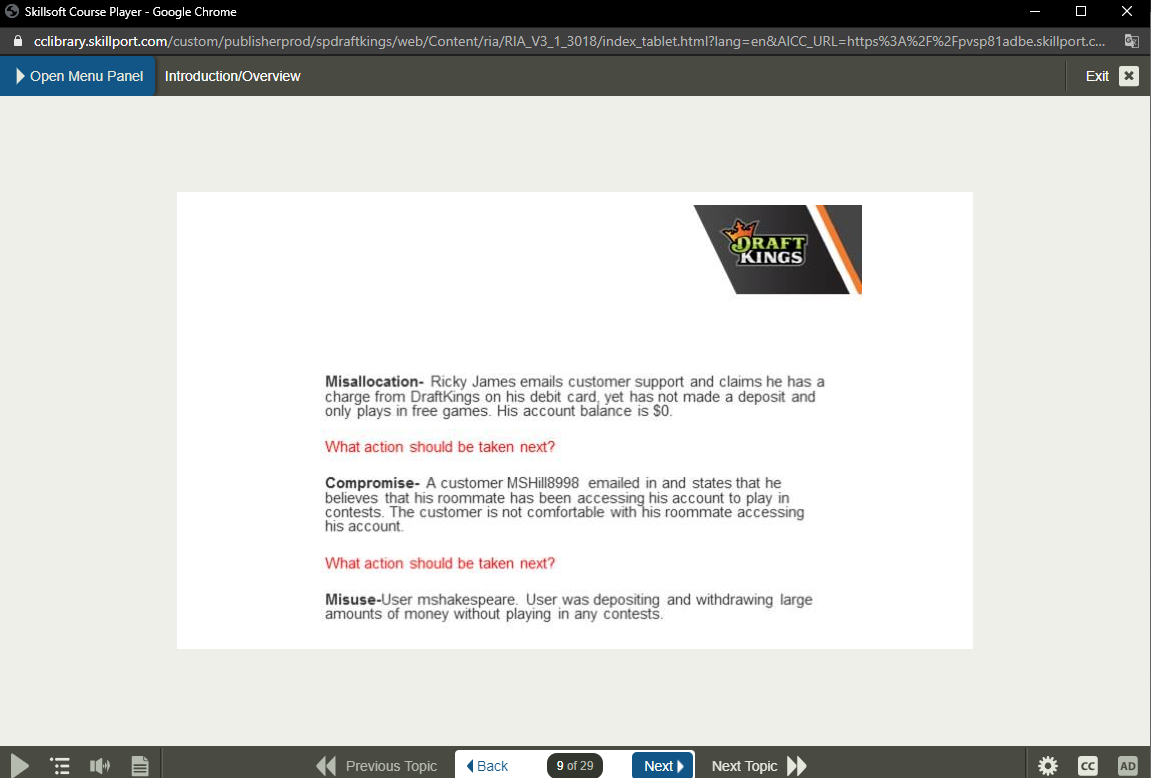 Skillsoft Course Player - Google Chrome
cclibrary.skillport.com/custom/publisherprod/spdraftkings/web/Content/ria/RIA_V3_1_3018/index_tablet.html?lang=en&AICC_URL=https%3A%2F%2Fpvsp81adbe.skillport.c...
Open Menu Panel Introduction/Overview Exit
DRAFT
KINGS
Misallocation- Ricky James emails customer support and claims he has a
charge from DraftKings on his debit card, yet has not made a deposit and
only plays in free games. His account balance is $0.
What action should be taken next?
Compromise- A customer MSHill8998 emailed in and states that he
believes that his roommate has been accessing his account to play in
contests. The customer is not comfortable with his roommate accessing
his account.
What action should be taken next?
Misuse-User mshakespeare. User was depositing and withdrawing large
amounts of money without playing in any contests.
Previous Topic Back 9 of 29 Next Next Topic CC AD